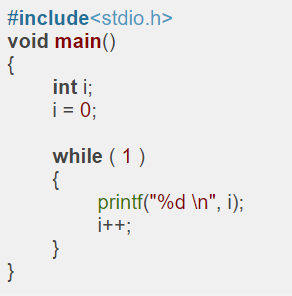 #include<stdio.h>
void main()
{
int i;
i = 0;
while ( 1 )
{
printf("%d \n", i);
i++;
}
}